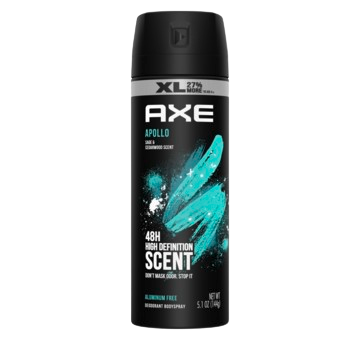 XL 27% MORE
AXE
APOLLO
SAGE &
CEDARWOOD SCENT
48H
HIGH DEFINITION
SCENT
DON'T MASK ODOR, STOP IT
ALUMINUM FREE
DEODORANT BODYSPRAY
NET WT
5.1 OZ (144g)